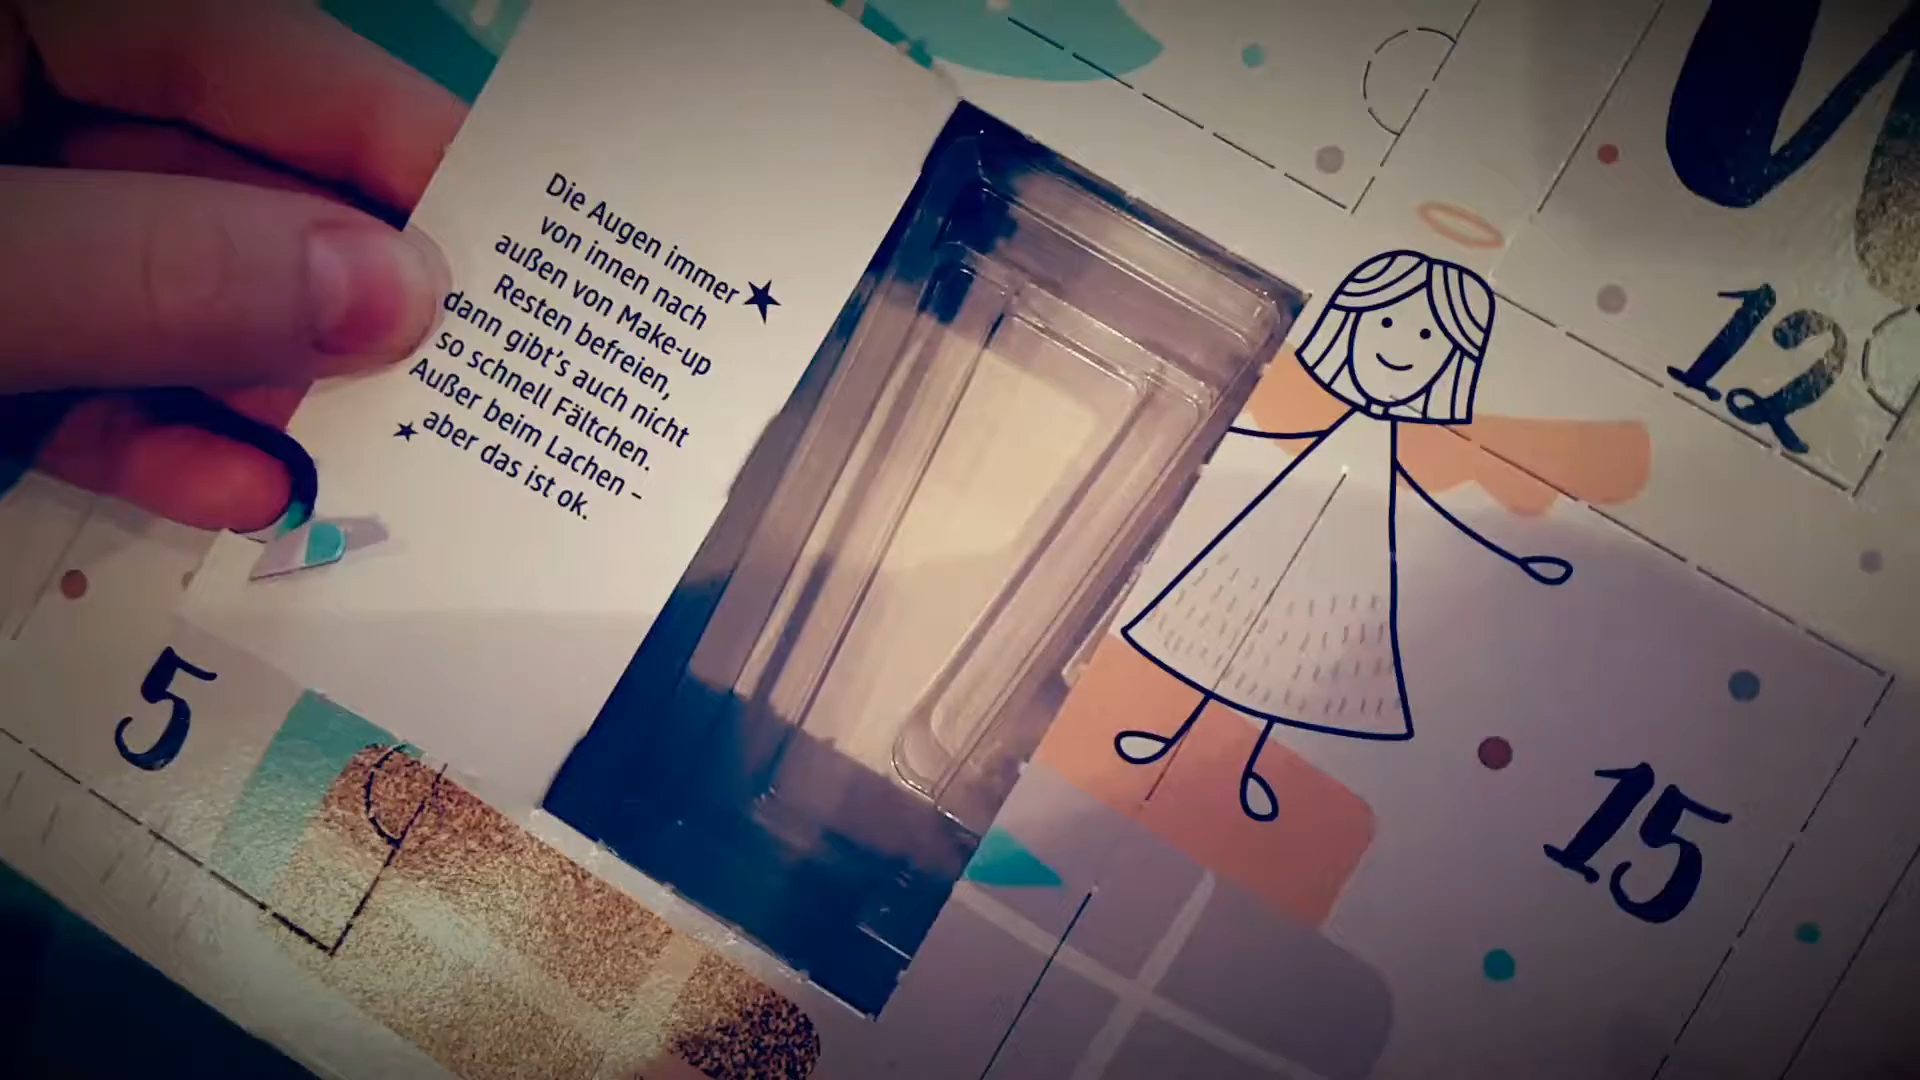 Die Augen immer
von innen nach
außen von Make-up
Resten befreien,
dann gibt's auch nicht
so schnell Fältchen.
Außer beim Lachen –
aber das ist ok.
12
5
15